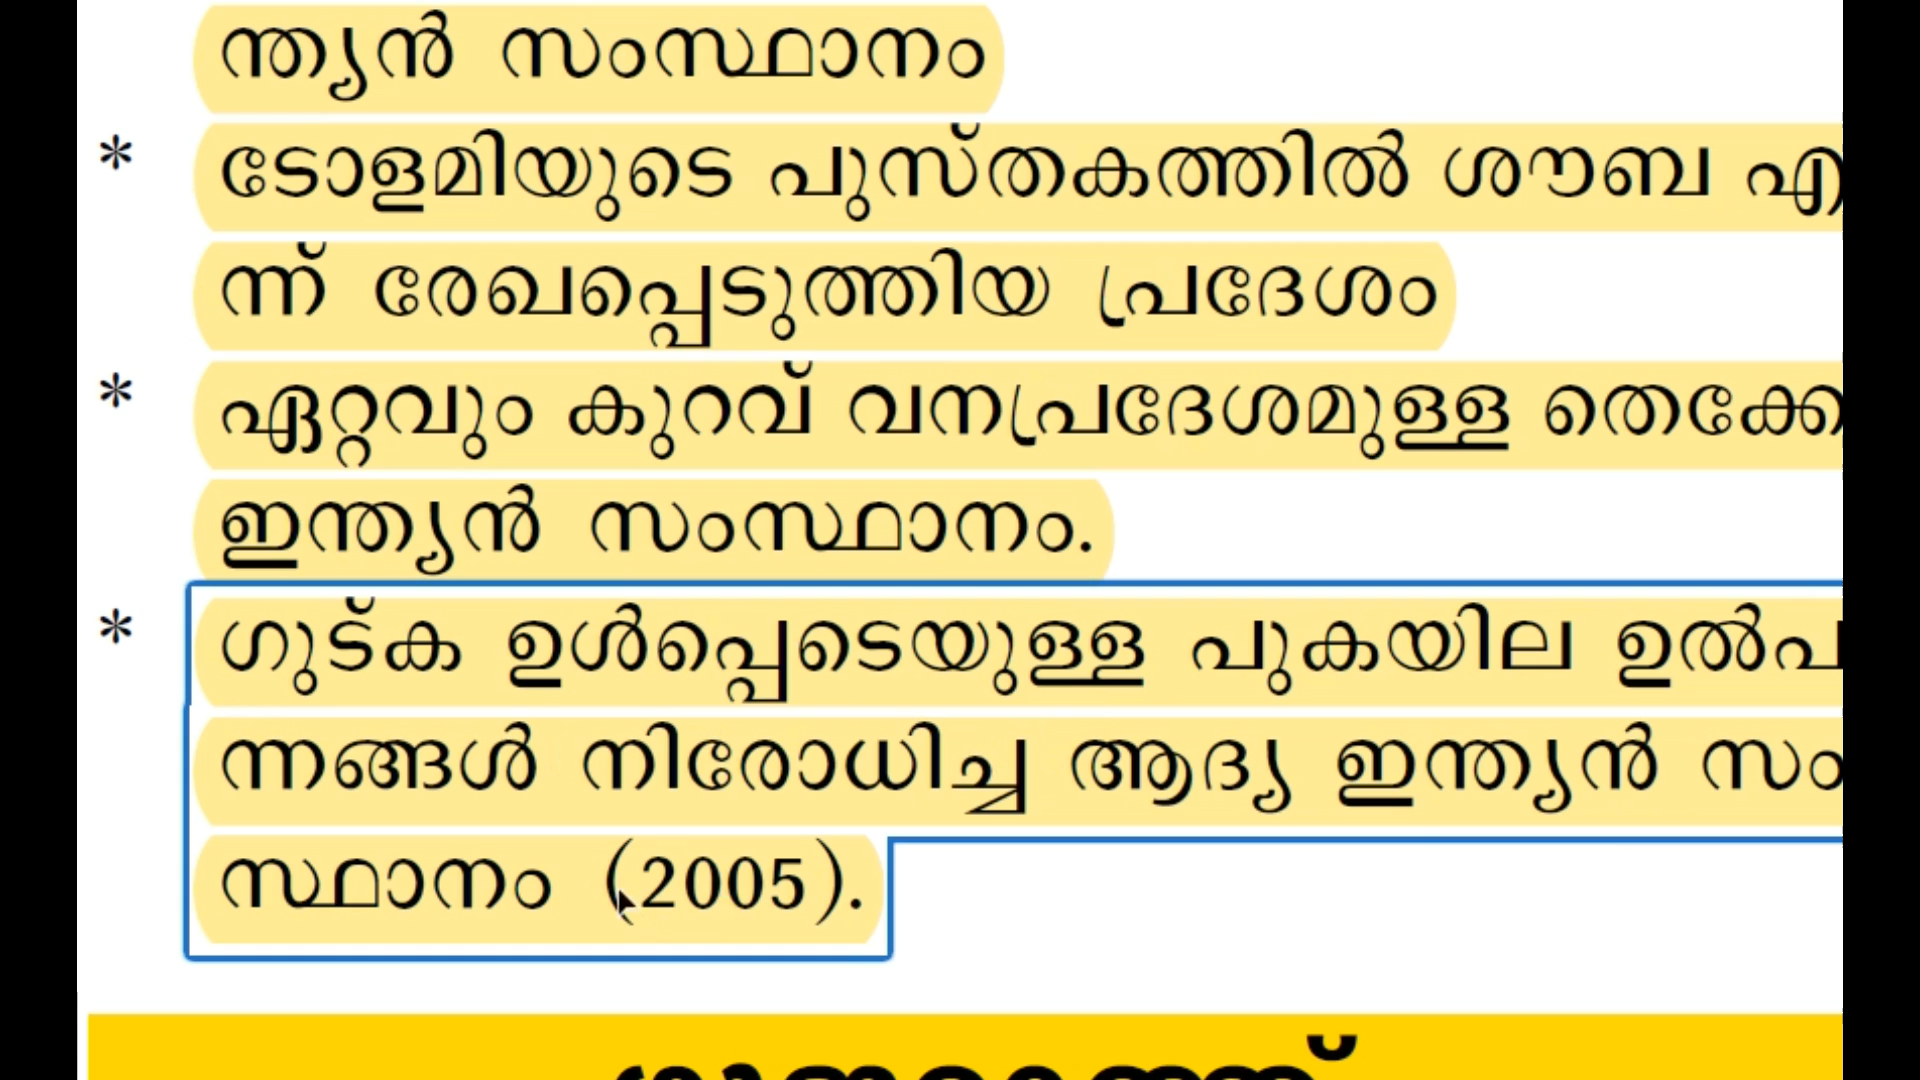 ന്ത്യൻ സംസ്ഥാനം
* ടോളമിയുടെ പുസ്തകത്തിൽ ശൗബ എ
ന്ന് രേഖപ്പെടുത്തിയ പ്രദേശം
* ഏറ്റവും കുറവ് വനപ്രദേശമുള്ള തെക്കേ
ഇന്ത്യൻ സംസ്ഥാനം.
* ഗുട്ക ഉൾപ്പെടെയുള്ള പുകയില ഉൽപ
ന്നങ്ങൾ നിരോധിച്ച ആദ്യ ഇന്ത്യൻ സം
സ്ഥാനം (2005).